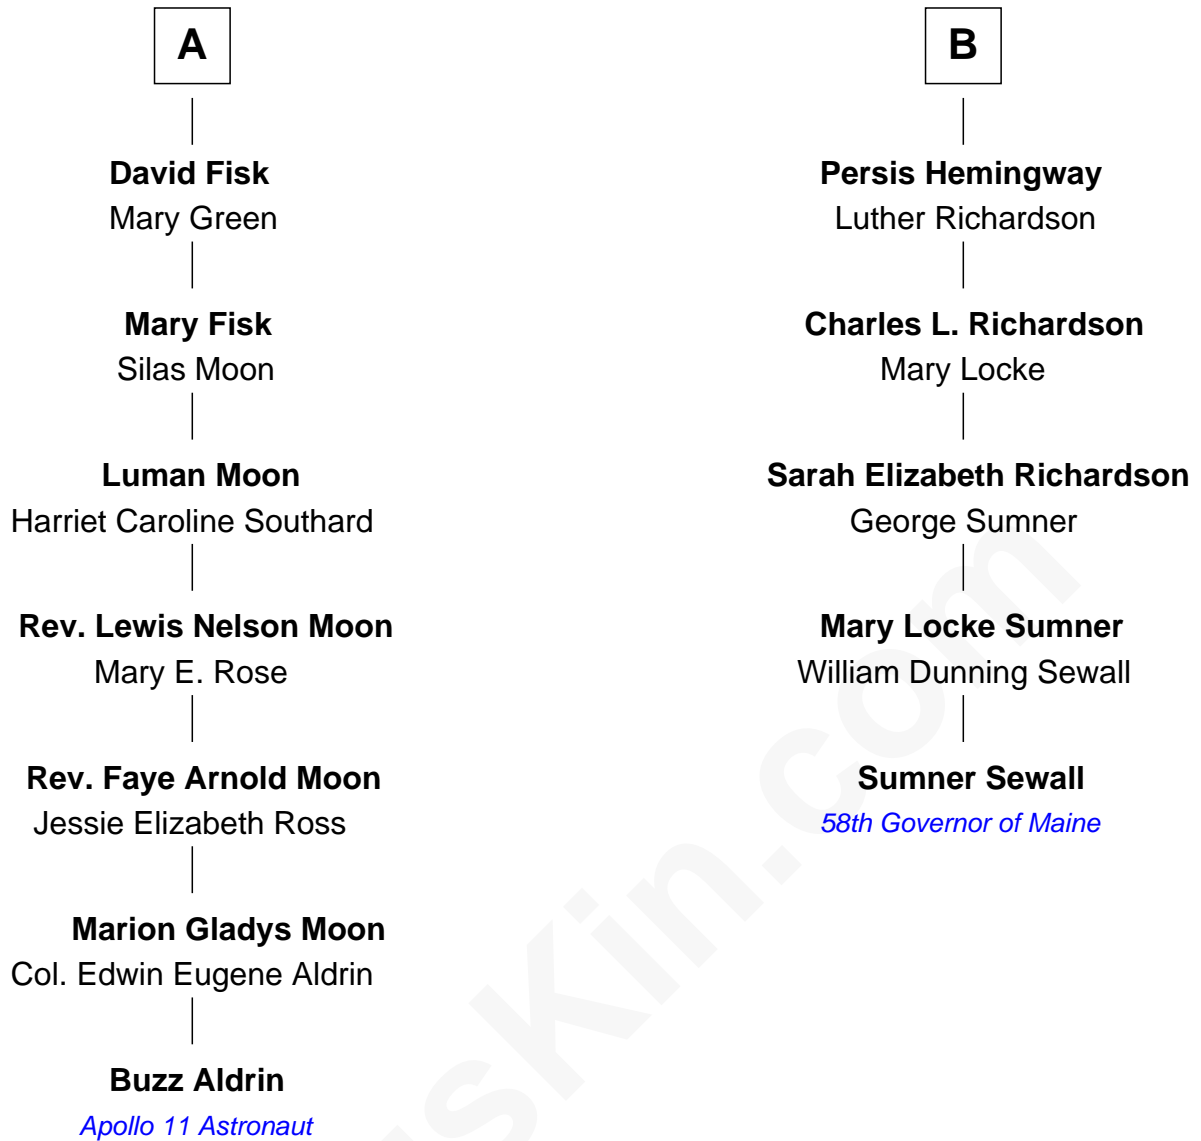 A
David Fisk
Mary Green
Mary Fisk
Silas Moon
Luman Moon
Harriet Caroline Southard
Rev. Lewis Nelson Moon
Mary E. Rose
Rev. Faye Arnold Moon
Jessie Elizabeth Ross
Marion Gladys Moon
Col. Edwin Eugene Aldrin
Buzz Aldrin
Apollo 11 Astronaut
B
Persis Hemingway
Luther Richardson
Charles L. Richardson
Mary Locke
Sarah Elizabeth Richardson
George Sumner
Mary Locke Sumner
William Dunning Sewall
Sumner Sewall
58th Governor of Maine
sKin.com